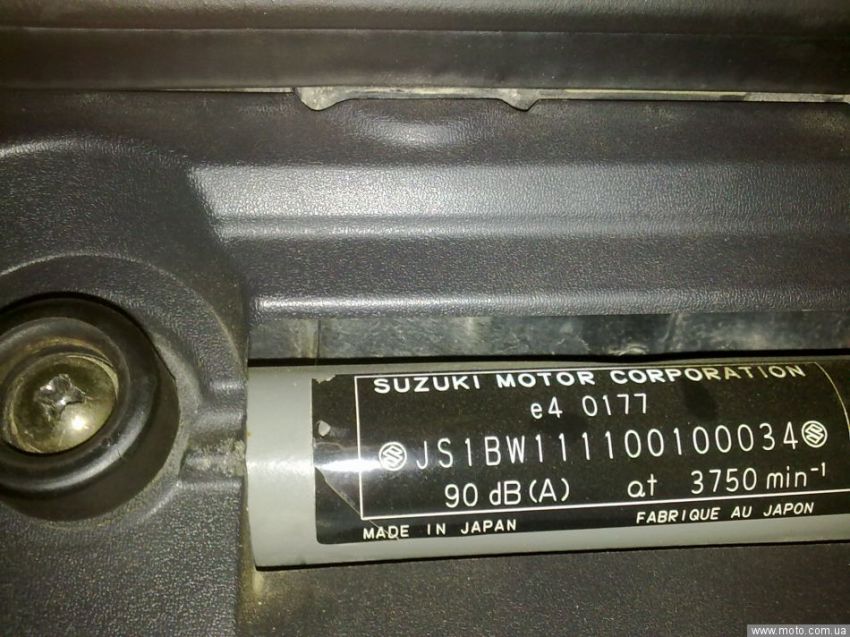 SUZUKI MOTOR CORPORATION
e4 0177
JS1BW111100100034
90 dB(A) at 3750 min⁻¹
MADE IN JAPAN FABRIQUE AU JAPON
www.moto.com.ua